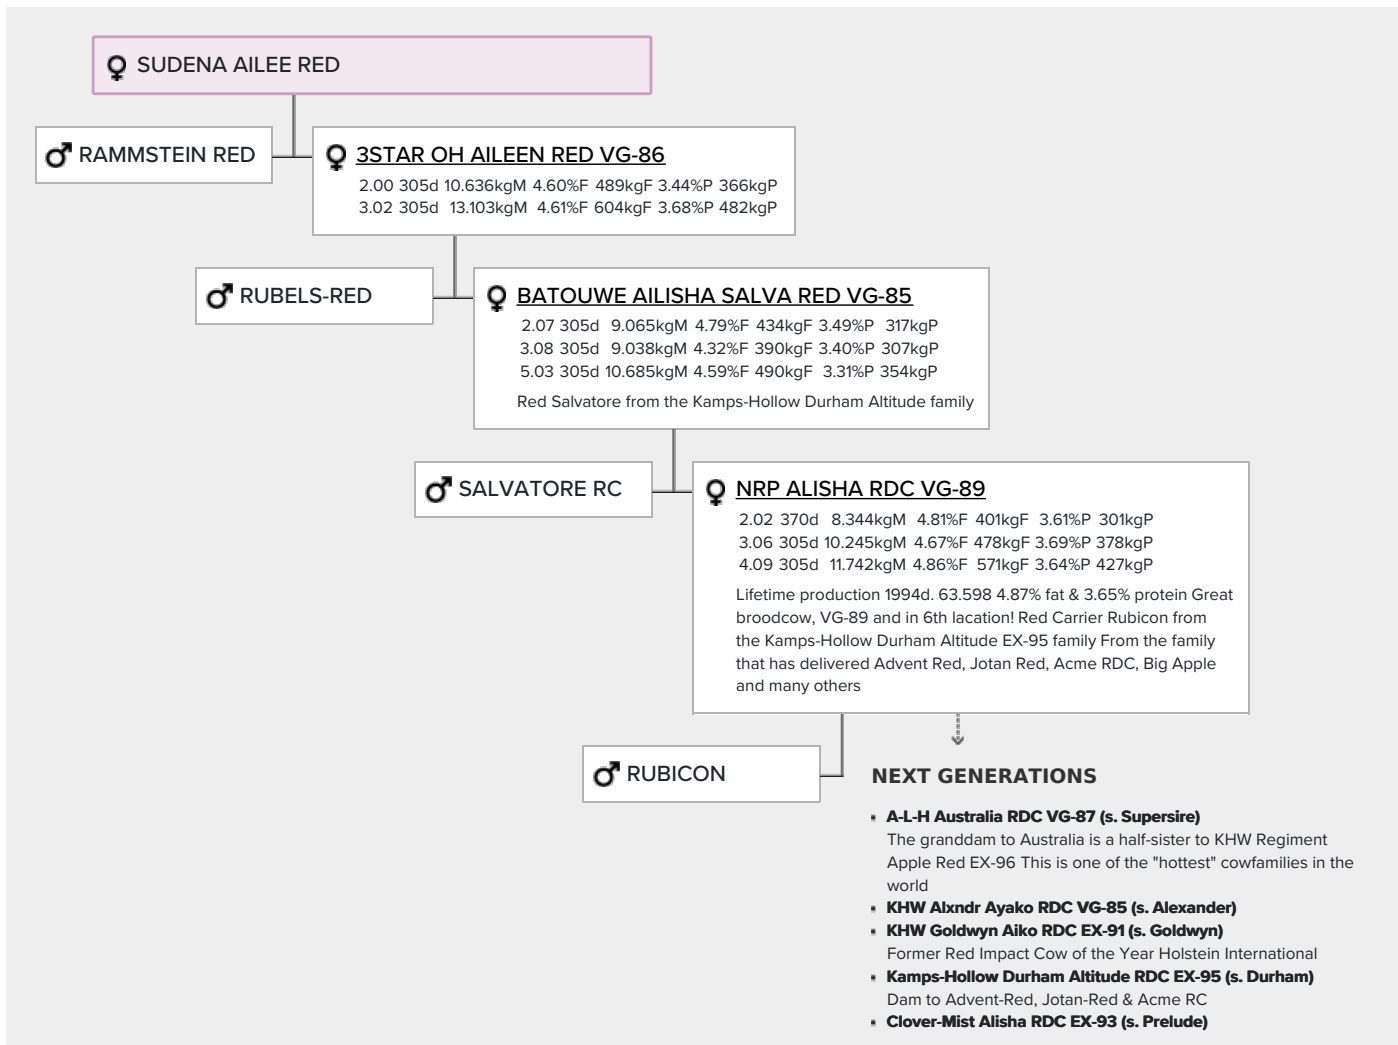 SUDENA AILEE RED
RAMMSTEIN RED
3STAR OH AILEEN RED VG-86
2.00 305d 10.636kgM 4.60%F 489kgF 3.44%P 366kgP
3.02 305d 13.103kgM 4.61%F 604kgF 3.68%P 482kgP
RUBELS-RED
BATOUWE AILISHA SALVA RED VG-85
2.07 305d 9.065kgM 4.79%F 434kgF 3.49%P 317kgP
3.08 305d 9.038kgM 4.32%F 390kgF 3.40%P 307kgP
5.03 305d 10.685kgM 4.59%F 490kgF 3.31%P 354kgP
Red Salvatore from the Kamps-Hollow Durham Altitude family
SALVATORE RC
NRP ALISHA RDC VG-89
2.02 370d 8.344kgM 4.81%F 401kgF 3.61%P 301kgP
3.06 305d 10.245kgM 4.67%F 478kgF 3.69%P 378kgP
4.09 305d 11.742kgM 4.86%F 571kgF 3.64%P 427kgP
Lifetime production 1994d. 63.598 4.87% fat & 3.65% protein Great
broodcow, VG-89 and in 6th lacation! Red Carrier Rubicon from
the Kamps-Hollow Durham Altitude EX-95 family From the family
that has delivered Advent Red, Jotan Red, Acme RDC, Big Apple
and many others
RUBICON
NEXT GENERATIONS
A-L-H Australia RDC VG-87 (s. Supersire)
The granddam to Australia is a half-sister to KHW Regiment
Apple Red EX-96 This is one of the "hottest" cowfamilies in the
world
KHW Alxndr Ayako RDC VG-85 (s. Alexander)
KHW Goldwyn Aiko RDC EX-91 (s. Goldwyn)
Former Red Impact Cow of the Year Holstein International
Kamps-Hollow Durham Altitude RDC EX-95 (s. Durham)
Dam to Advent-Red, Jotan-Red & Acme RC
Clover-Mist Alisha RDC EX-93 (s. Prelude)